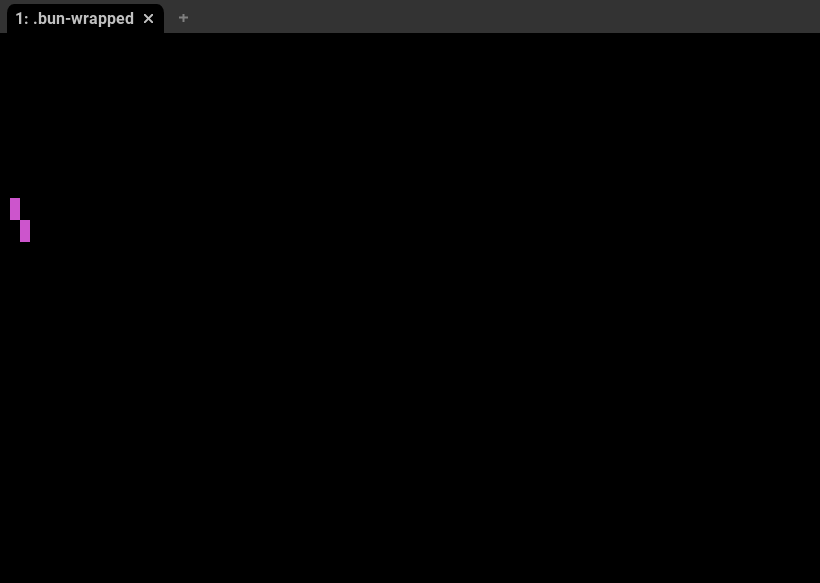 1: .bun-wrapped × +